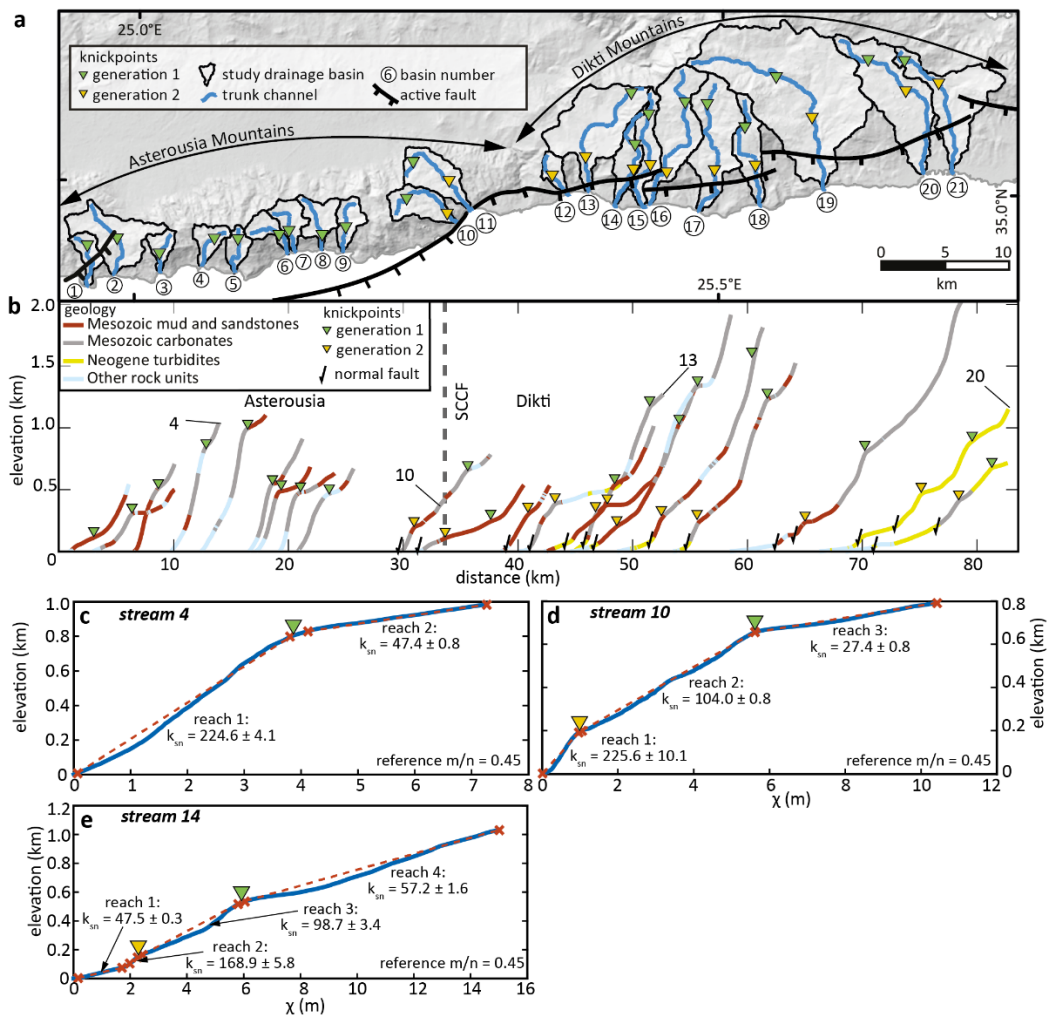 a
25.0°E
knickpoints
generation 1
generation 2
study drainage basin
trunk channel
6 basin number
active fault
Asterousia Mountains
Dikti Mountains
1
2
3
4
5
6
7
8
9
10
11
12
13
14
15
16
17
18
19
20
21
35.0°N
25.5°E
0
5
10
km
b
2.0
1.5
1.0
0.5
0
elevation (km)
geology
Mesozoic mud and sandstones
Mesozoic carbonates
Neogene turbidites
Other rock units
knickpoints
generation 1
generation 2
normal fault
Asterousia
SCCF
Dikti
4
10
13
20
0 10 20 30 40 50 60 70 80
distance (km)
c stream 4
1.0
0.8
0.6
0.4
0.2
0
elevation (km)
reach 2:
ksn = 47.4 ± 0.8
reach 1:
ksn = 224.6 ± 4.1
reference m/n = 0.45
0 1 2 3 4 5 6 7 8
d stream 10
0.8
0.6
0.4
0.2
0
elevation (km)
reach 3:
ksn = 27.4 ± 0.8
reach 2:
ksn = 104.0 ± 0.8
reach 1:
ksn = 225.6 ± 10.1
reference m/n = 0.45
0 2 4 6 8 10 12
χ (m)
e stream 14
1.2
1.0
0.8
0.6
0.4
0.2
0
elevation (km)
reach 1:
ksn = 47.5 ± 0.3
reach 4:
ksn = 57.2 ± 1.6
reach 3:
ksn = 98.7 ± 3.4
reach 2:
ksn = 168.9 ± 5.8
reference m/n = 0.45
0 2 4 6 8 10 12 14 16
χ (m)